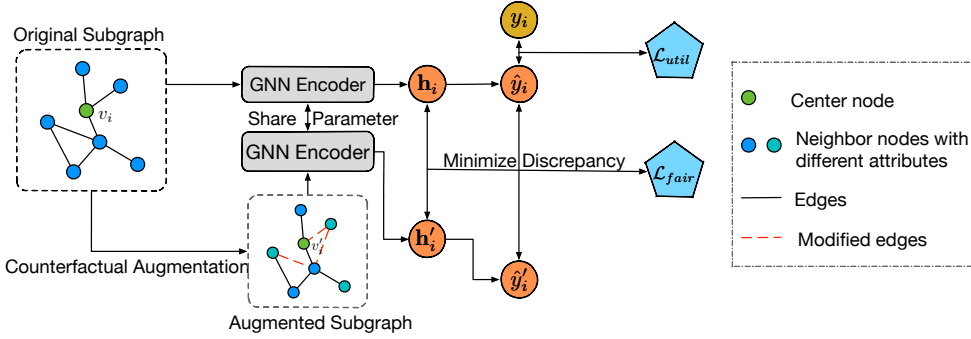 Original Subgraph
v_i
GNN Encoder
Share Parameter
GNN Encoder
Counterfactual Augmentation
v'_i
Augmented Subgraph
h_i
h'_i
y_i
ŷ_i
ŷ'_i
Minimize Discrepancy
ℒ_util
ℒ_fair
Center node
Neighbor nodes with
different attributes
Edges
Modified edges